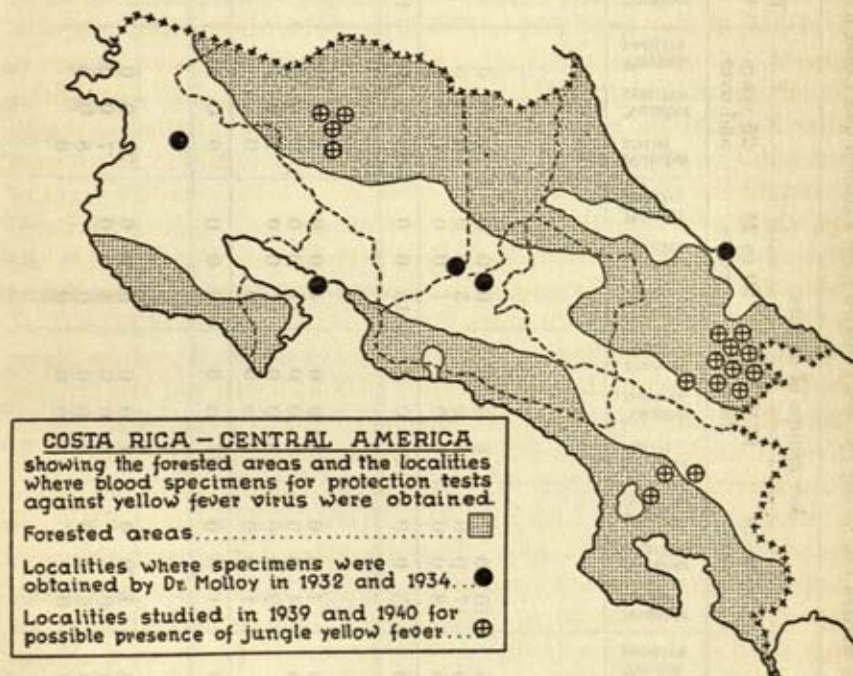 COSTA RICA – CENTRAL AMERICA
showing the forested areas and the localities
where blood specimens for protection tests
against yellow fever virus were obtained
Forested areas..............................
Localities where specimens were
obtained by Dr. Molloy in 1932 and 1934...
Localities studied in 1939 and 1940 for
possible presence of jungle yellow fever...